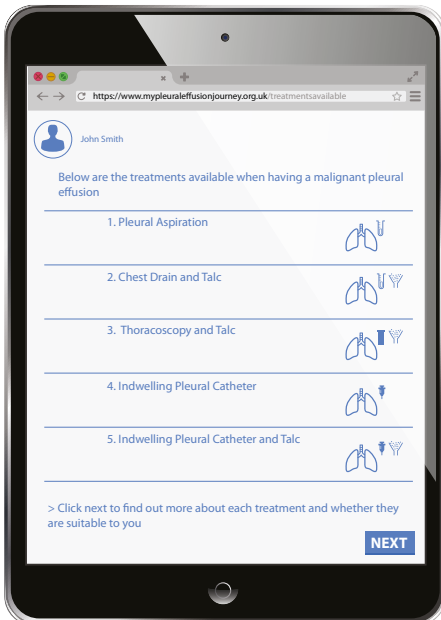 https://www.mypleuraleffusionjourney.org.uk/treatmentsavailable
John Smith
Below are the treatments available when having a malignant pleural
effusion
1. Pleural Aspiration
2. Chest Drain and Talc
3. Thoracoscopy and Talc
4. Indwelling Pleural Catheter
5. Indwelling Pleural Catheter and Talc
> Click next to find out more about each treatment and whether they
are suitable to you
NEXT